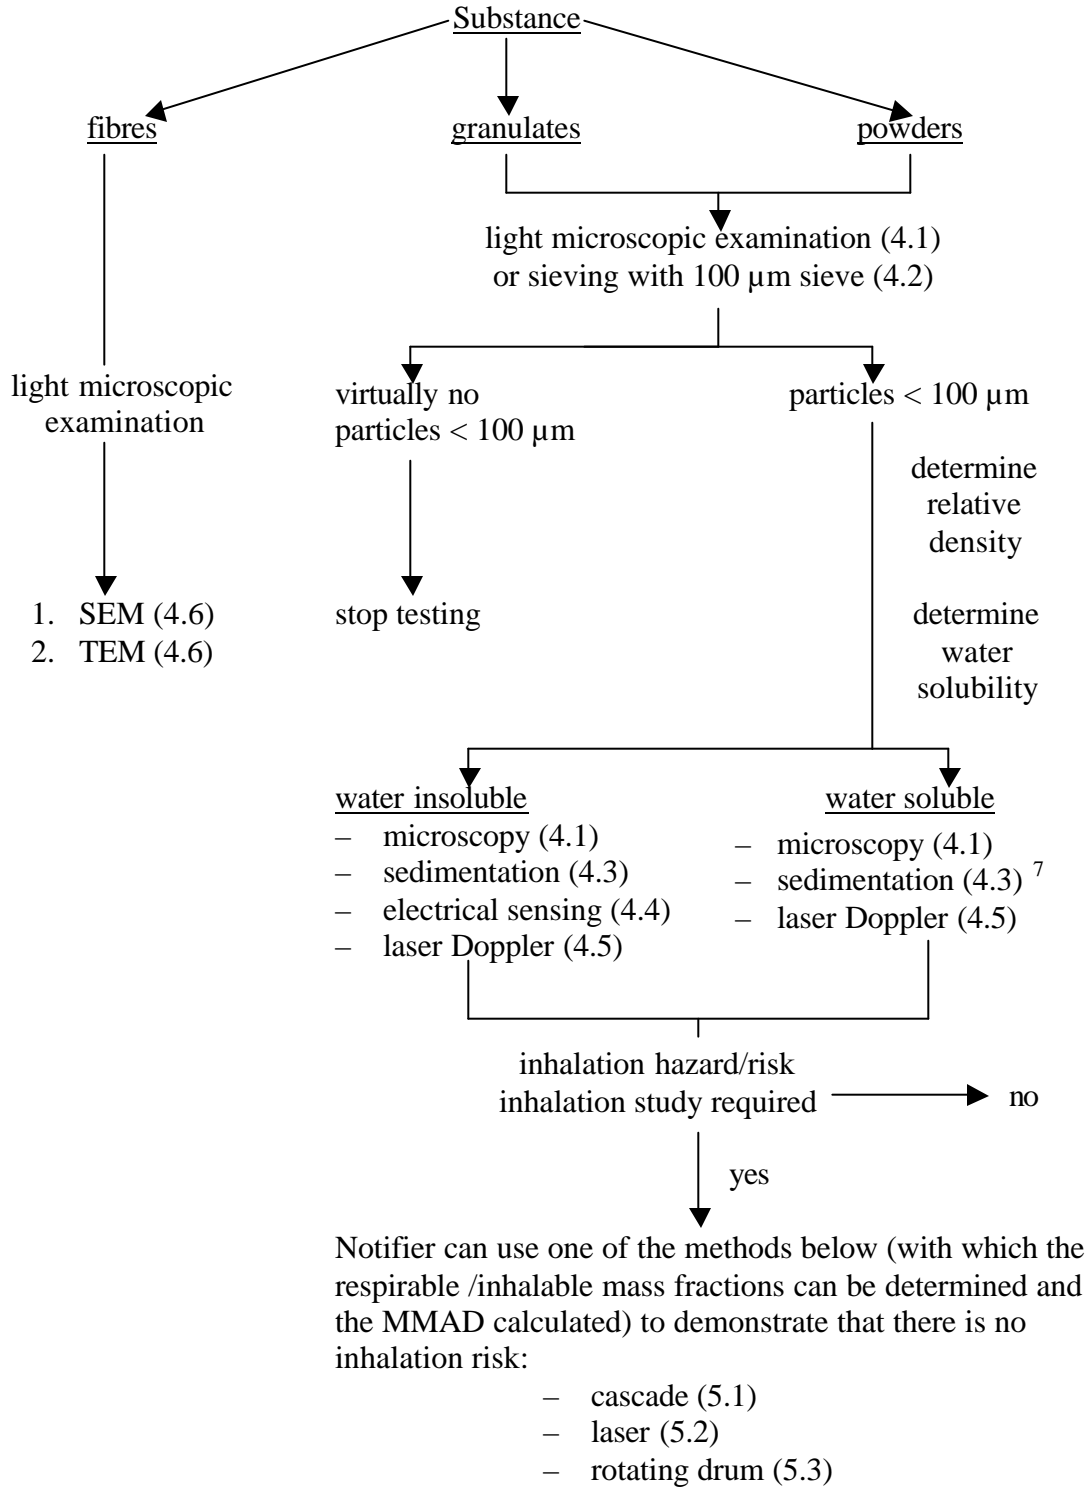 Substance
fibres
granulates
powders
light microscopic examination (4.1)
or sieving with 100 µm sieve (4.2)
light microscopic
examination
virtually no
particles < 100 µm
particles < 100 µm
determine
relative
density
1. SEM (4.6)
2. TEM (4.6)
stop testing
determine
water
solubility
water insoluble
– microscopy (4.1)
– sedimentation (4.3)
– electrical sensing (4.4)
– laser Doppler (4.5)
water soluble
– microscopy (4.1)
– sedimentation (4.3) 7
– laser Doppler (4.5)
inhalation hazard/risk
inhalation study required
no
yes
Notifier can use one of the methods below (with which the
respirable /inhalable mass fractions can be determined and
the MMAD calculated) to demonstrate that there is no
inhalation risk:
– cascade (5.1)
– laser (5.2)
– rotating drum (5.3)